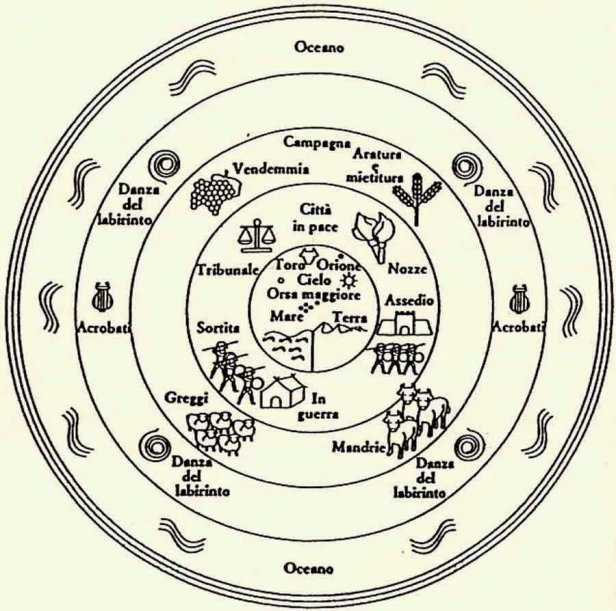 Oceano
Campagna
Aratura
e
mietitura
Vendemmia
Danza
del
labirinto
Danza
del
labirinto
Città
in pace
Tribunale
Nozze
Toro
Orione
Cielo
Orsa maggiore
Mare
Terra
Assedio
Acrobati
Acrobati
Sortita
In
guerra
Greggi
Mandrie
Danza
del
labirinto
Danza
del
labirinto
Oceano